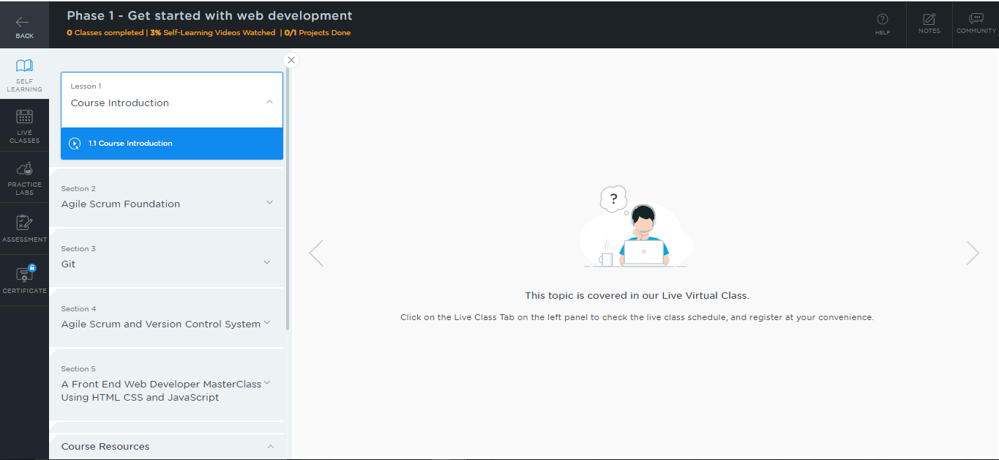 BACK
Phase 1 - Get started with web development
0 Classes completed | 3% Self-Learning Videos Watched | 0/1 Projects Done
HELP
NOTES
COMMUNITY
SELF
LEARNING
LIVE
CLASSES
PRACTICE
LABS
ASSESSMENT
CERTIFICATE
Lesson 1
Course Introduction
1.1 Course Introduction
Section 2
Agile Scrum Foundation
Section 3
Git
Section 4
Agile Scrum and Version Control System
Section 5
A Front End Web Developer MasterClass
Using HTML CSS and JavaScript
Course Resources
?
This topic is covered in our Live Virtual Class.
Click on the Live Class Tab on the left panel to check the live class schedule, and register at your convenience.